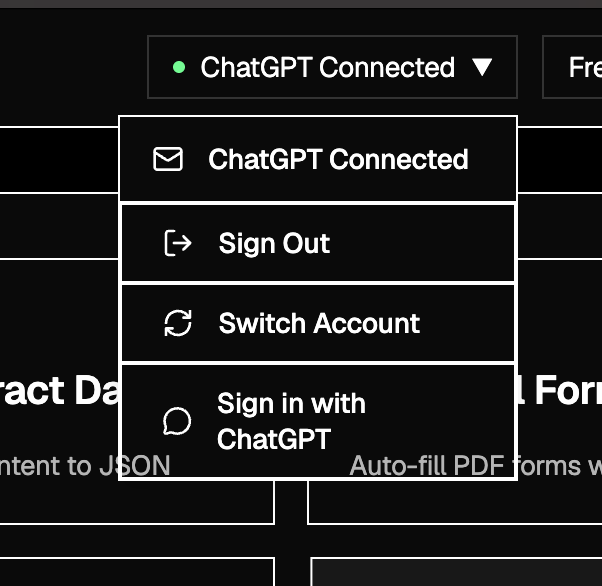 ChatGPT Connected ▼
Fre
ChatGPT Connected
Sign Out
Switch Account
Sign in with
ChatGPT
ract Da
l Forr
ntent to JSON
Auto-fill PDF forms w